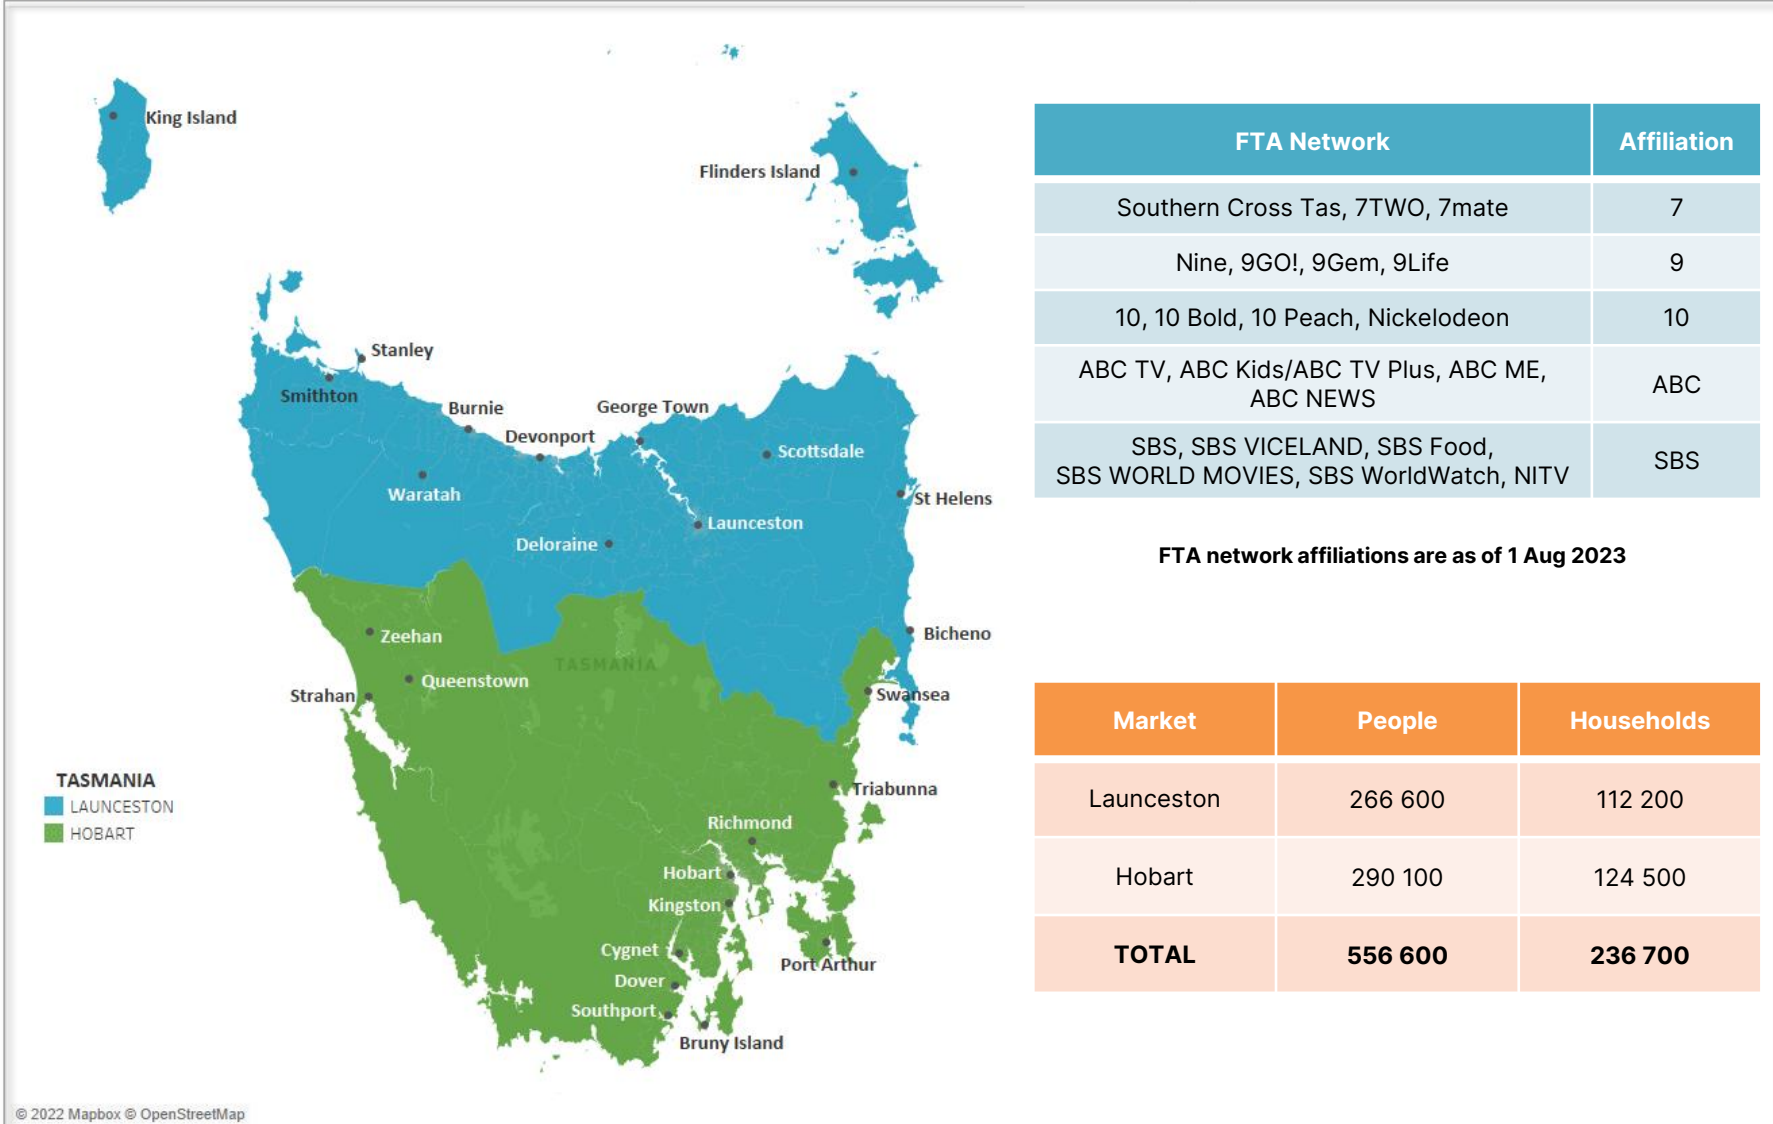 King Island
Flinders Island
Stanley
Smithton
Burnie
George Town
Devonport
Scottsdale
Waratah
St Helens
Launceston
Deloraine
Bicheno
Zeehan
TASMANIA
Queenstown
Strahan
Swansea
TASMANIA
LAUNCESTON
HOBART
Triabunna
Richmond
Hobart
Kingston
Cygnet
Port Arthur
Dover
Southport
Bruny Island
© 2022 Mapbox © OpenStreetMap
FTA Network Affiliation
Southern Cross Tas, 7TWO, 7mate 7
Nine, 9GO!, 9Gem, 9Life 9
10, 10 Bold, 10 Peach, Nickelodeon 10
ABC TV, ABC Kids/ABC TV Plus, ABC ME,
ABC NEWS
ABC
SBS, SBS VICELAND, SBS Food,
SBS WORLD MOVIES, SBS WorldWatch, NITV
SBS
FTA network affiliations are as of 1 Aug 2023
Market People Households
Launceston 266 600 112 200
Hobart 290 100 124 500
TOTAL 556 600 236 700